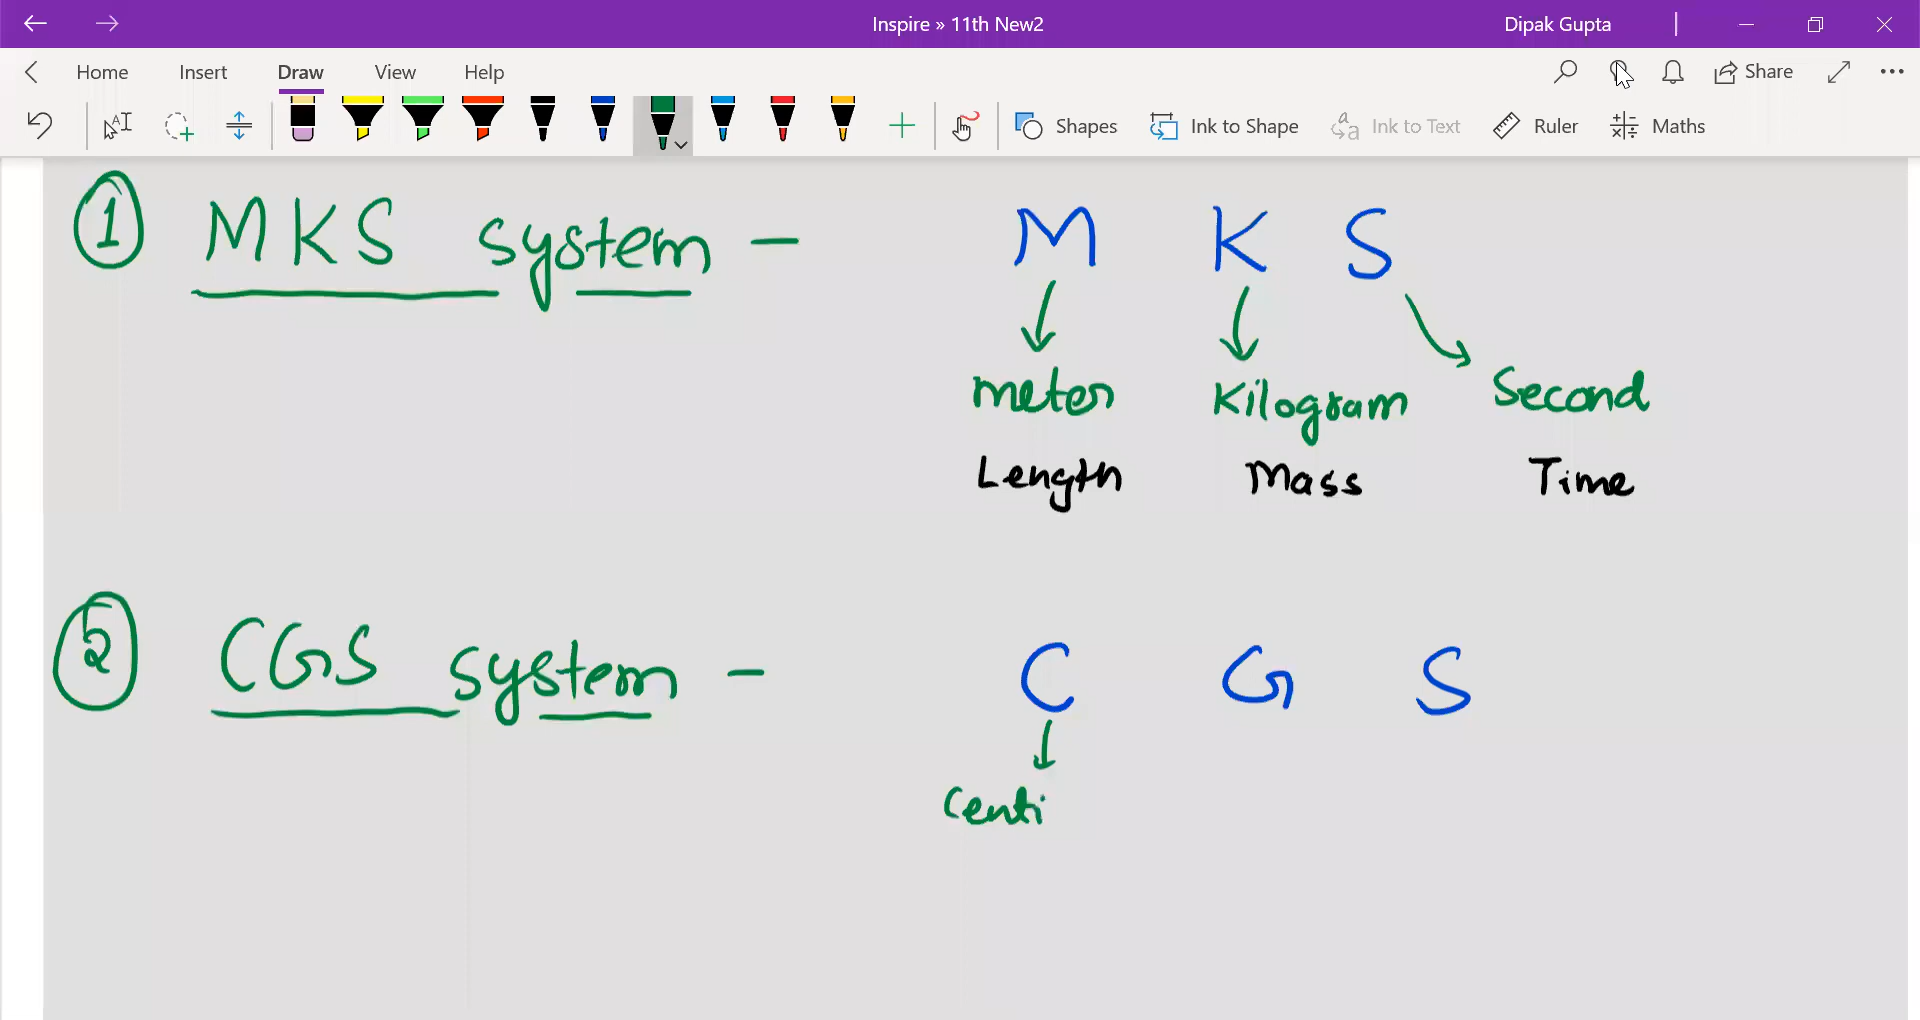 Inspire » 11th New2
Dipak Gupta
Home Insert Draw View Help
Share
Shapes Ink to Shape Ink to Text Ruler Maths
1 MKS system - M K S
meter Kilogram Second
Length Mass Time
2 CGS system - C G S
Centi